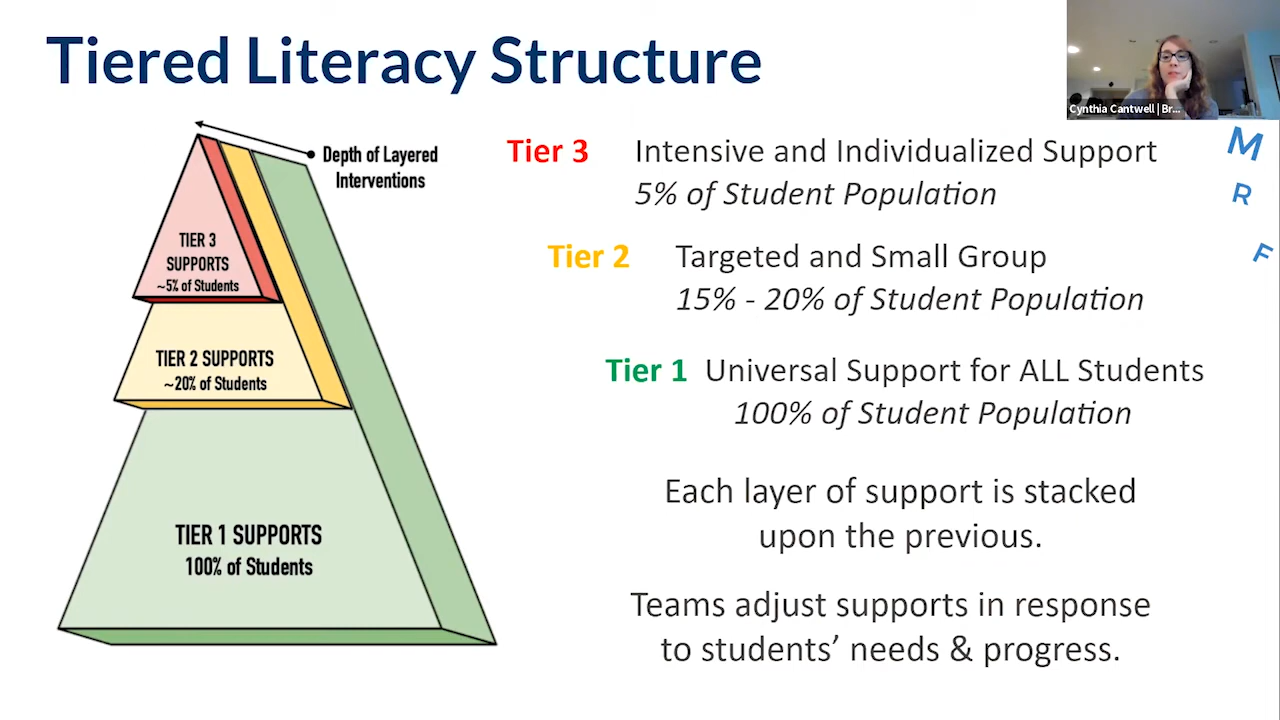 Tiered Literacy Structure
Cynthia Cantwell | Br...
Depth of Layered
Interventions
TIER 3
SUPPORTS
~5% of Students
TIER 2 SUPPORTS
~20% of Students
TIER 1 SUPPORTS
100% of Students
Tier 3 Intensive and Individualized Support
5% of Student Population
Tier 2 Targeted and Small Group
15% - 20% of Student Population
Tier 1 Universal Support for ALL Students
100% of Student Population
Each layer of support is stacked
upon the previous.
Teams adjust supports in response
to students’ needs & progress.
M
R
F